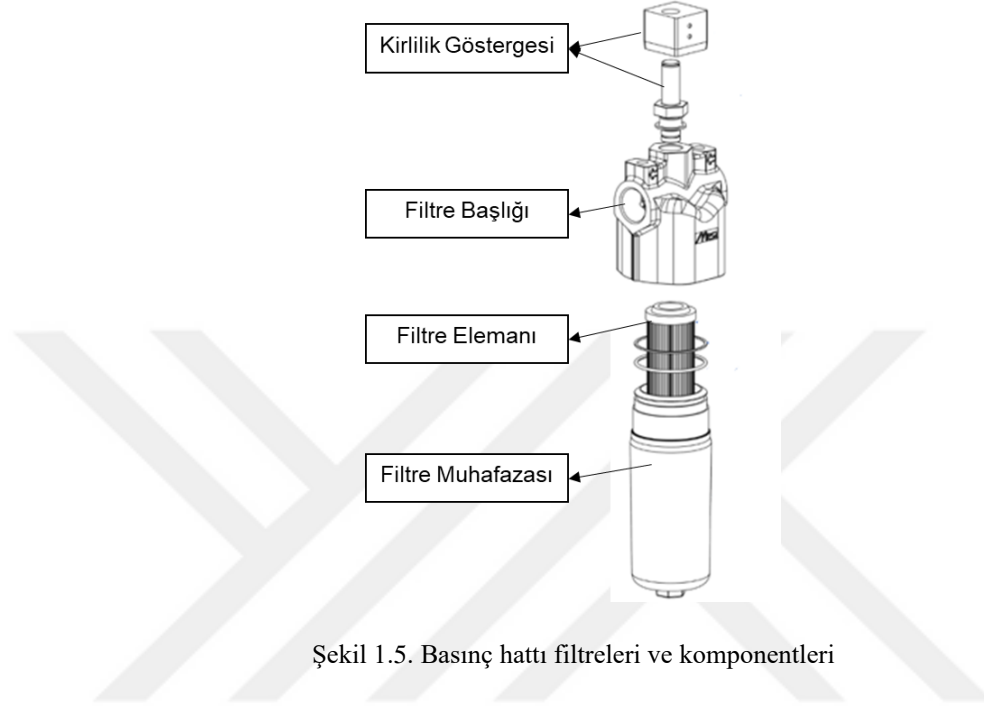 Kirlilik Göstergesi
Filtre Başlığı
Filtre Elemanı
Filtre Muhafazası
Şekil 1.5. Basınç hattı filtreleri ve komponentleri